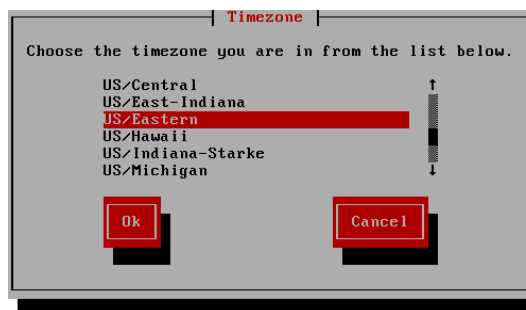 Timezone
Choose the timezone you are in from the list below.
US/Central
US/East-Indiana
US/Eastern
US/Hawaii
US/Indiana-Starke
US/Michigan
Ok Cancel